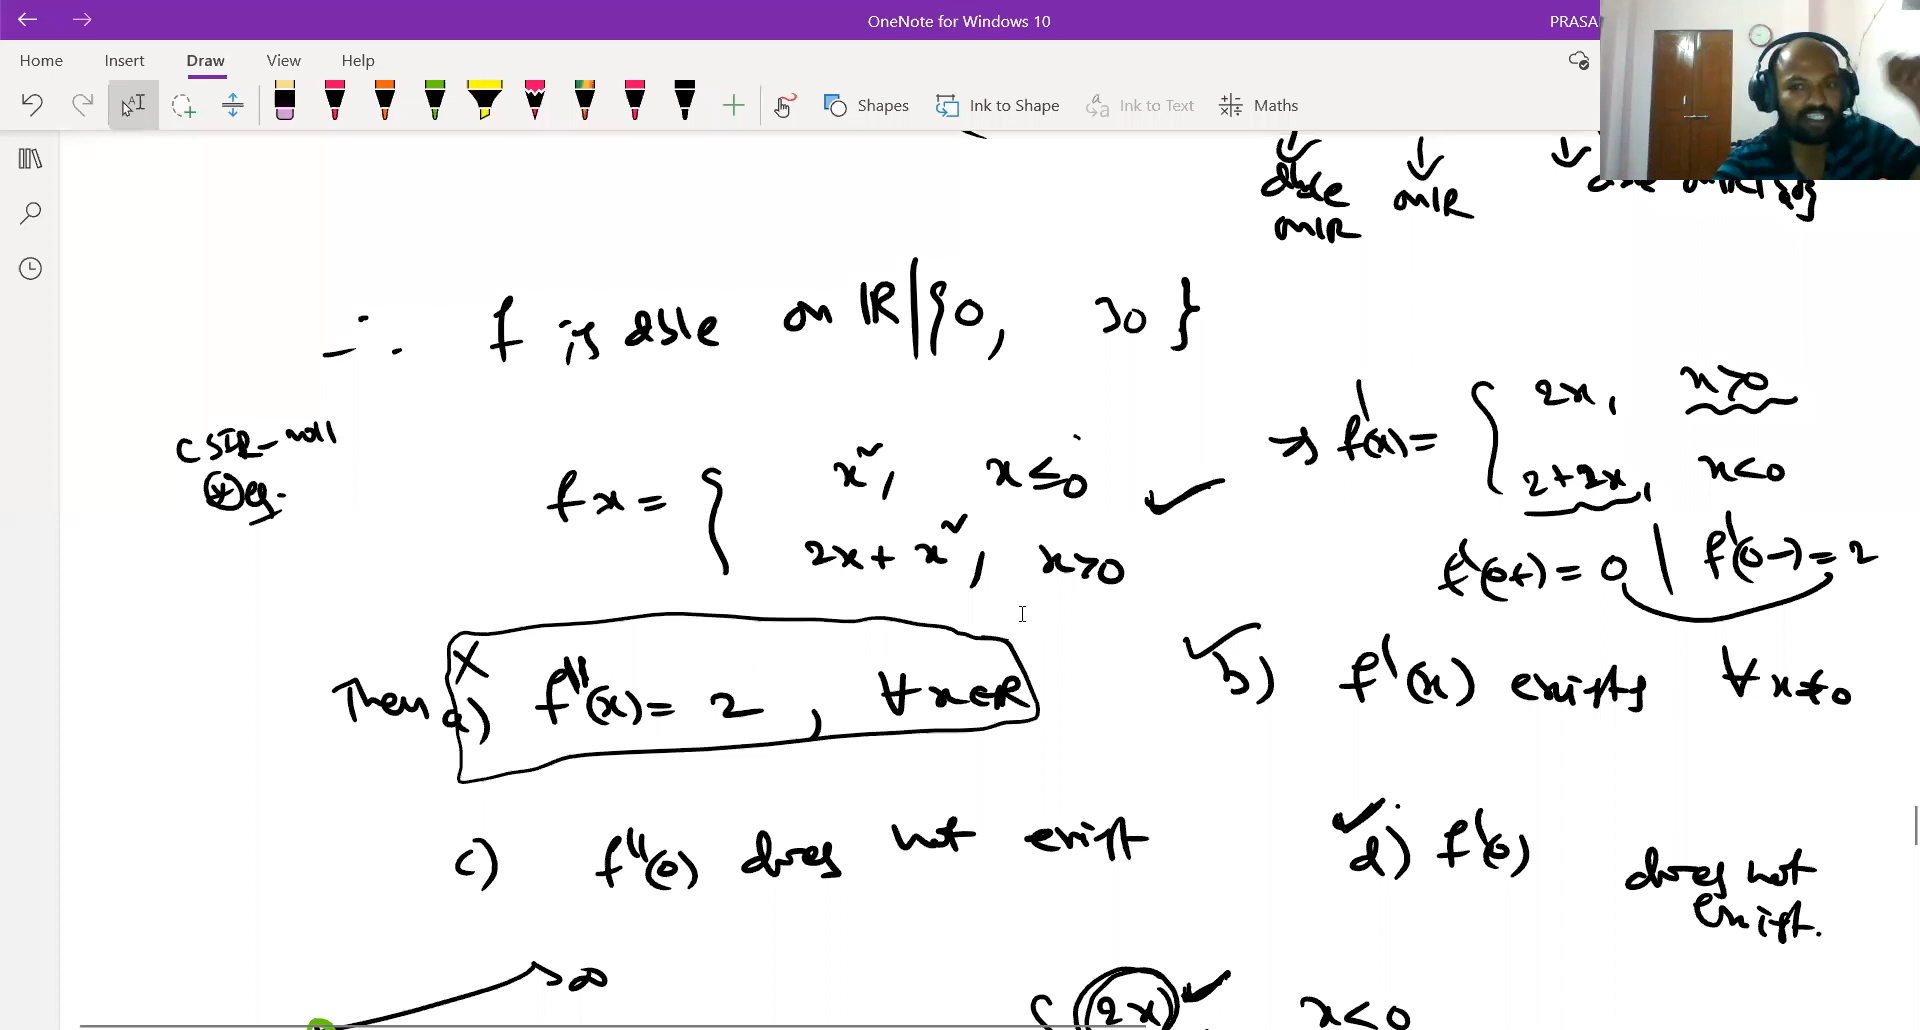 OneNote for Windows 10
PRASA
Home Insert Draw View Help
Shapes Ink to Shape Ink to Text Maths
dble on IR
on IR
∴ f is dble on IR|{0, 30}
CSIR-
eg.
f x = { x², x ≤ 0
2x + x², x > 0
→ f'(x) = { 2x, x > 0
2+2x, x < 0
f'(0+) = 0 | f'(0-) = 2
Then a) f''(x) = 2, ∀ x ∈ R
b) f'(x) exists ∀ x ≠ 0
c) f''(0) does not exist
d) f'(0) does not exist.
→ ∞
{ 2x x < 0